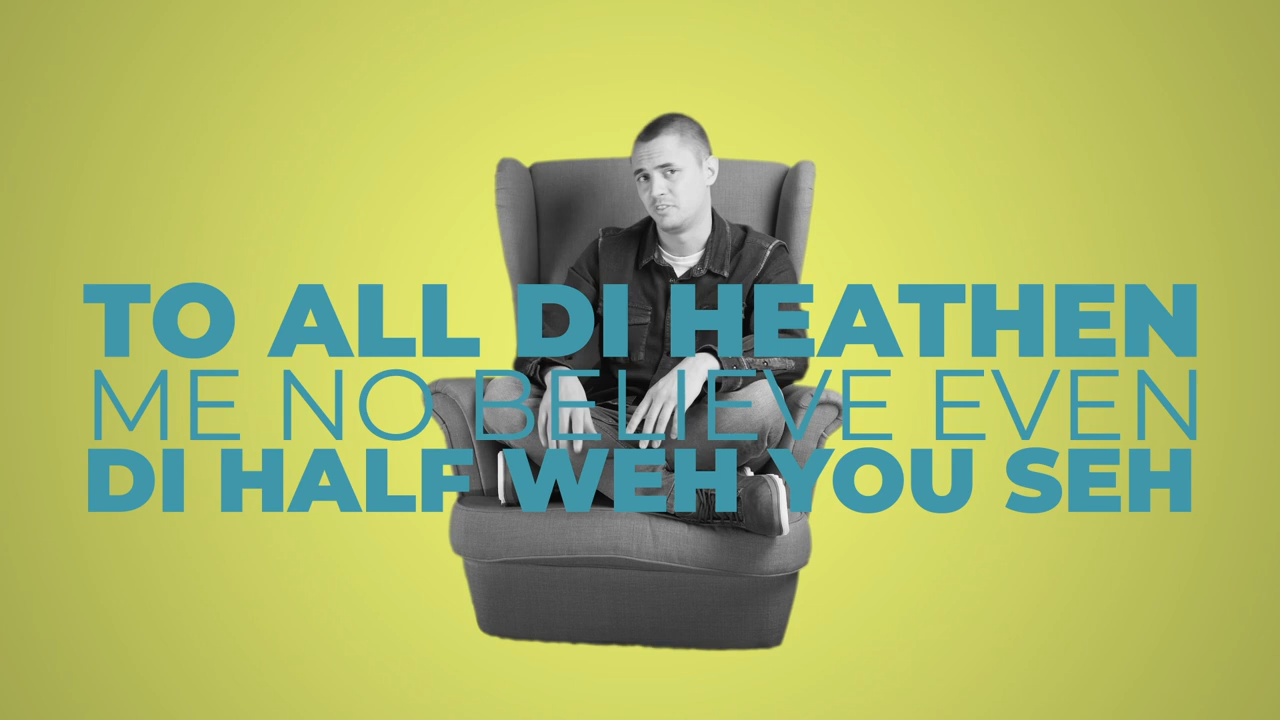 TO ALL DI HEATHEN
ME NO BELIEVE EVEN
DI HALF WEH YOU SEH